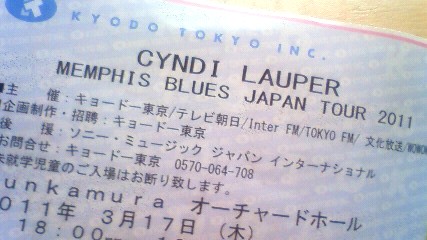 KYODO TOKYO INC.
CYNDI LAUPER
MEMPHIS BLUES JAPAN TOUR 2011
■主 催:キョードー東京/テレビ朝日/Inter FM/TOKYO FM/ 文化放送/WOWOW
■企画制作・招聘:キョードー東京
後 援:ソニー・ミュージック ジャパン インターナショナル
お問合せ:キョードー東京 0570-064-708
未就学児童のご入場はお断り致します。
unkamura オーチャードホール
2011年 3月17日 (木)
18:00